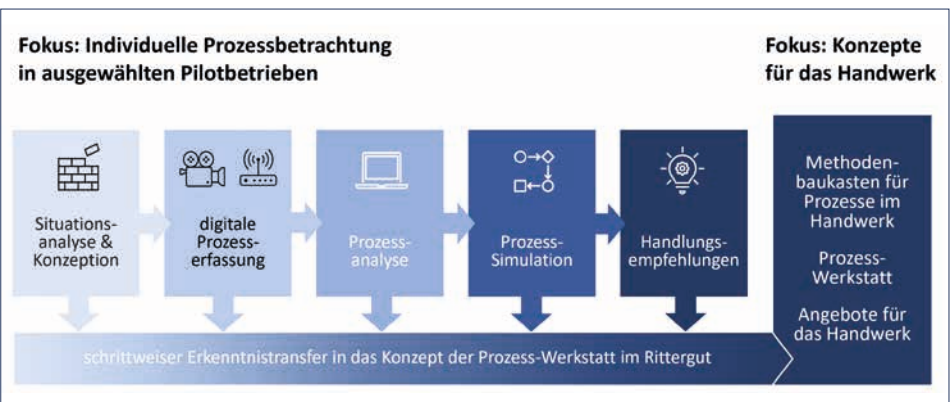 Fokus: Individuelle Prozessbetrachtung
in ausgewählten Pilotbetrieben
Fokus: Konzepte
für das Handwerk
Situations-
analyse &
Konzeption
digitale
Prozess-
erfassung
Prozess-
analyse
Prozess-
Simulation
Handlungs-
empfehlungen
Methoden-
baukasten für
Prozesse im
Handwerk
Prozess-
Werkstatt
Angebote für
das Handwerk
schrittweiser Erkenntnistransfer in das Konzept der Prozess-Werkstatt im Rittergut